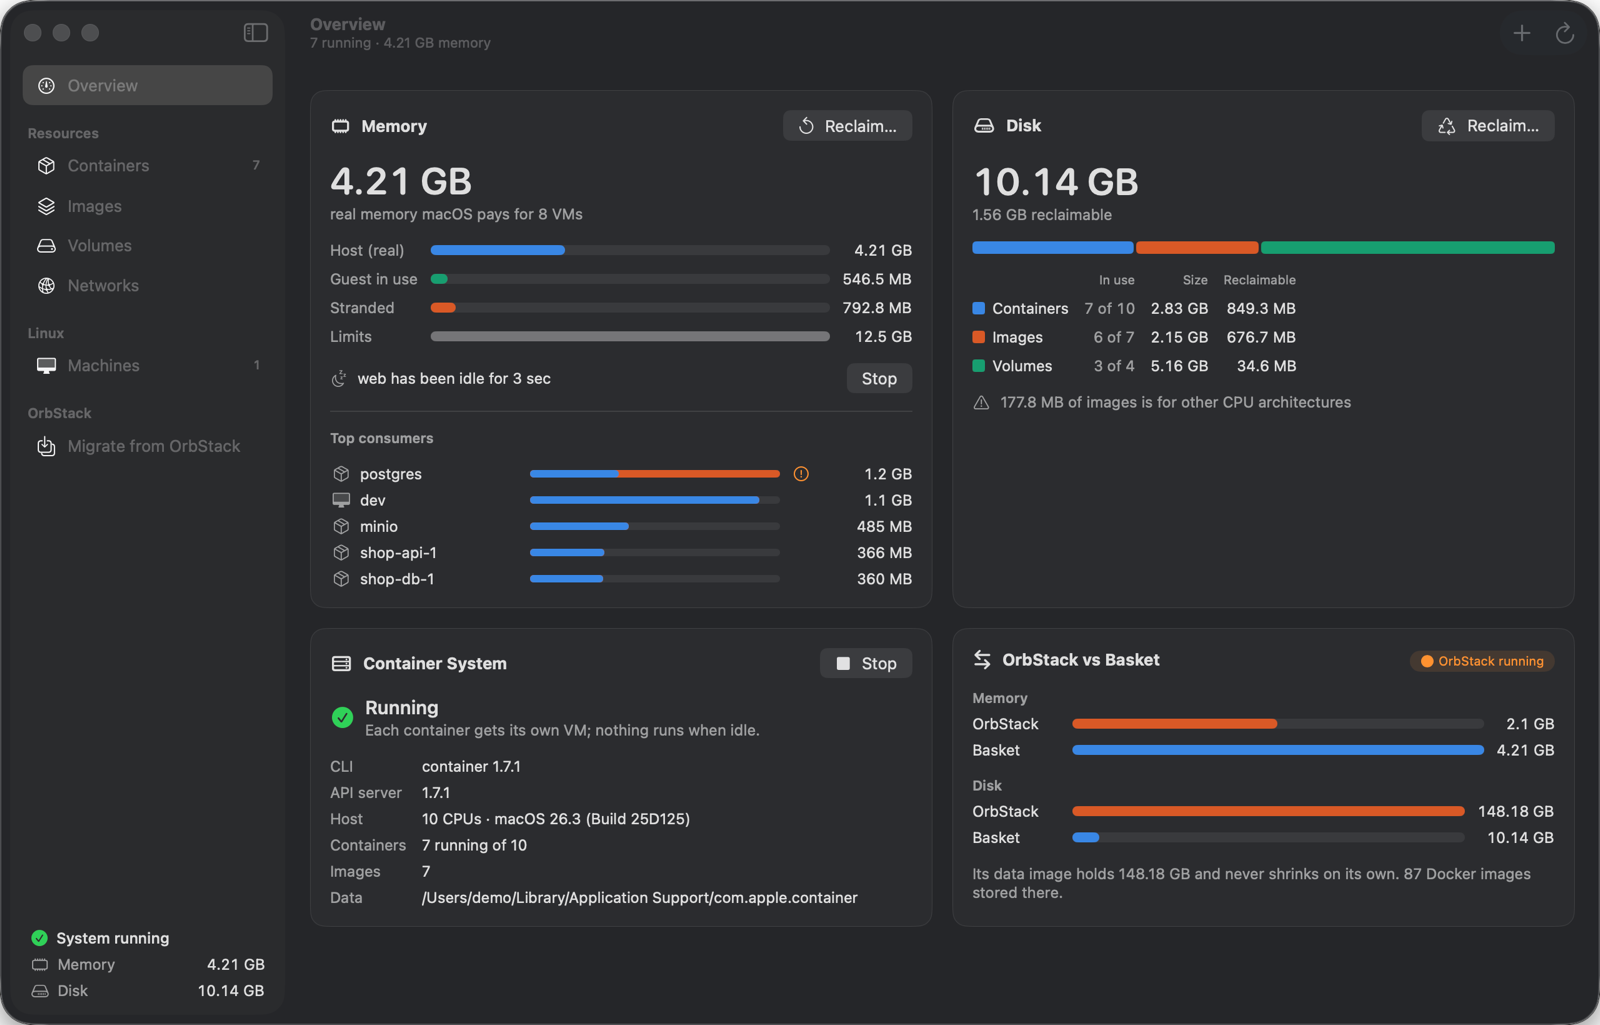 Overview
7 running · 4.21 GB memory
Overview
Resources
Containers 7
Images
Volumes
Networks
Linux
Machines 1
OrbStack
Migrate from OrbStack
System running
Memory 4.21 GB
Disk 10.14 GB
Memory Reclaim...
4.21 GB
real memory macOS pays for 8 VMs
Host (real) 4.21 GB
Guest in use 546.5 MB
Stranded 792.8 MB
Limits 12.5 GB
web has been idle for 3 sec Stop
Top consumers
postgres 1.2 GB
dev 1.1 GB
minio 485 MB
shop-api-1 366 MB
shop-db-1 360 MB
Disk Reclaim...
10.14 GB
1.56 GB reclaimable
In use Size Reclaimable
Containers 7 of 10 2.83 GB 849.3 MB
Images 6 of 7 2.15 GB 676.7 MB
Volumes 3 of 4 5.16 GB 34.6 MB
177.8 MB of images is for other CPU architectures
Container System Stop
Running
Each container gets its own VM; nothing runs when idle.
CLI container 1.7.1
API server 1.7.1
Host 10 CPUs · macOS 26.3 (Build 25D125)
Containers 7 running of 10
Images 7
Data /Users/demo/Library/Application Support/com.apple.container
OrbStack vs Basket OrbStack running
Memory
OrbStack 2.1 GB
Basket 4.21 GB
Disk
OrbStack 148.18 GB
Basket 10.14 GB
Its data image holds 148.18 GB and never shrinks on its own. 87 Docker images
stored there.